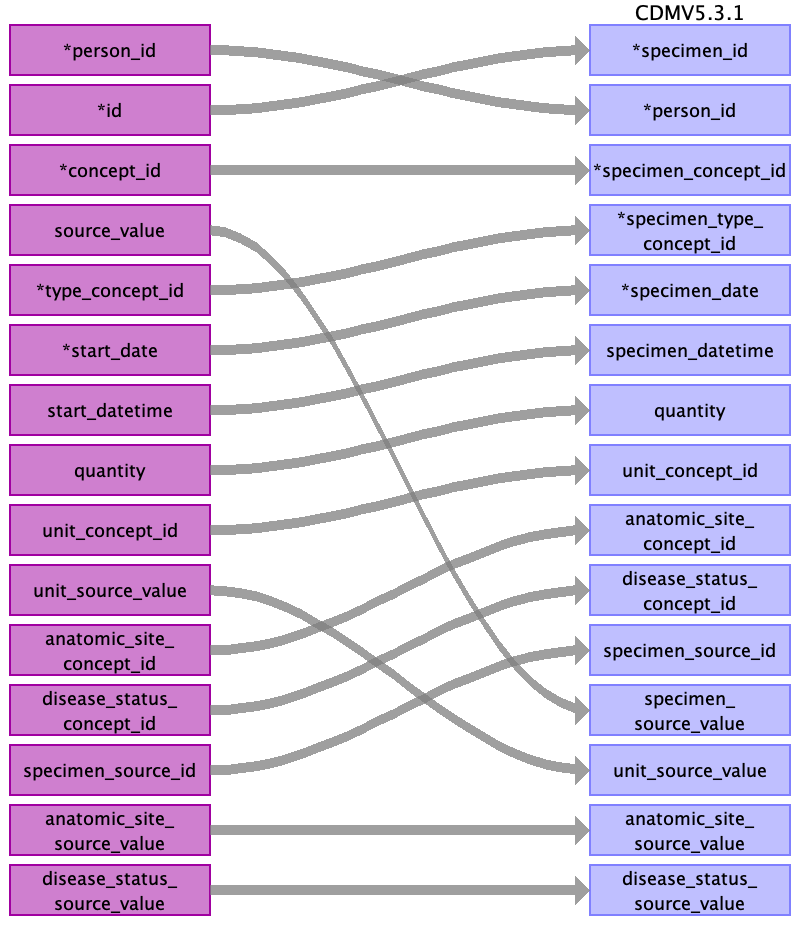 CDMV5.3.1
*person_id
*specimen_id
*id
*person_id
*concept_id
*specimen_concept_id
source_value
*specimen_type_
concept_id
*type_concept_id
*specimen_date
*start_date
specimen_datetime
start_datetime
quantity
quantity
unit_concept_id
unit_concept_id
anatomic_site_
concept_id
unit_source_value
disease_status_
concept_id
anatomic_site_
concept_id
specimen_source_id
disease_status_
concept_id
specimen_
source_value
specimen_source_id
unit_source_value
anatomic_site_
source_value
anatomic_site_
source_value
disease_status_
source_value
disease_status_
source_value